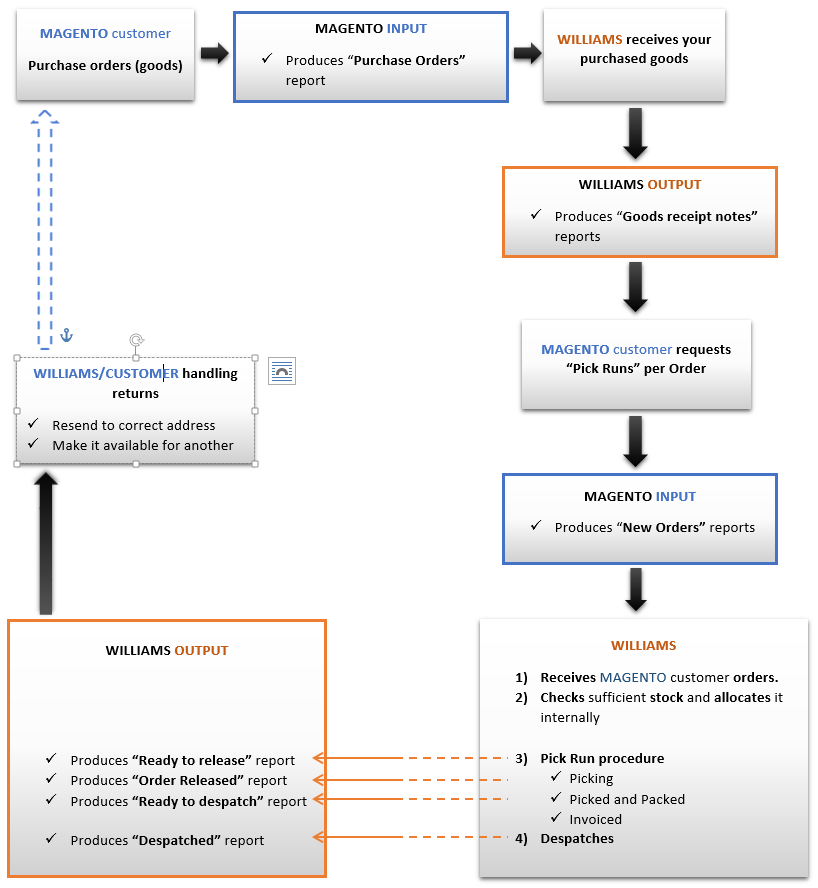 MAGENTO customer
Purchase orders (goods)
MAGENTO INPUT
✓ Produces “Purchase Orders”
report
WILLIAMS receives your
purchased goods
WILLIAMS OUTPUT
✓ Produces “Goods receipt notes”
reports
MAGENTO customer requests
“Pick Runs” per Order
MAGENTO INPUT
✓ Produces “New Orders” reports
WILLIAMS
1) Receives MAGENTO customer orders.
2) Checks sufficient stock and allocates it
internally
3) Pick Run procedure
✓ Picking
✓ Picked and Packed
✓ Invoiced
4) Despatches
WILLIAMS OUTPUT
✓ Produces “Ready to release” report
✓ Produces “Order Released” report
✓ Produces “Ready to despatch” report
✓ Produces “Despatched” report
WILLIAMS/CUSTOMER handling
returns
✓ Resend to correct address
✓ Make it available for another